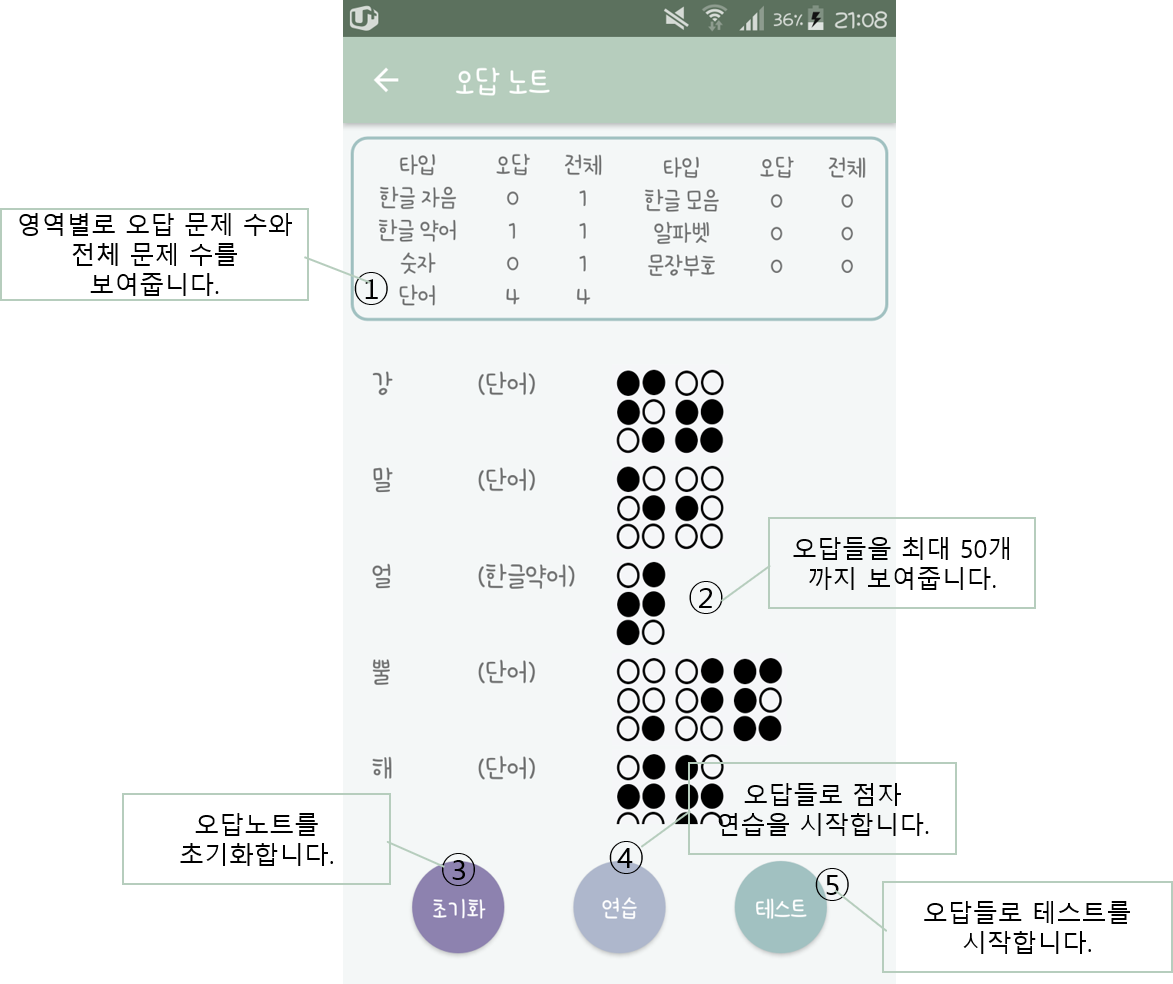 36% 21:08
오답 노트
타입 오답 전체 타입 오답 전체
한글 자음 0 1 한글 모음 0 0
한글 약어 1 1 알파벳 0 0
숫자 0 1 문장부호 0 0
단어 4 4
영역별로 오답 문제 수와
전체 문제 수를
보여줍니다.
①
강 (단어)
말 (단어)
얼 (한글약어)
뿔 (단어)
해 (단어)
②
오답들을 최대 50개
까지 보여줍니다.
오답노트를
초기화합니다.
③
오답들로 점자
연습을 시작합니다.
④
⑤
초기화 연습 테스트
오답들로 테스트를
시작합니다.